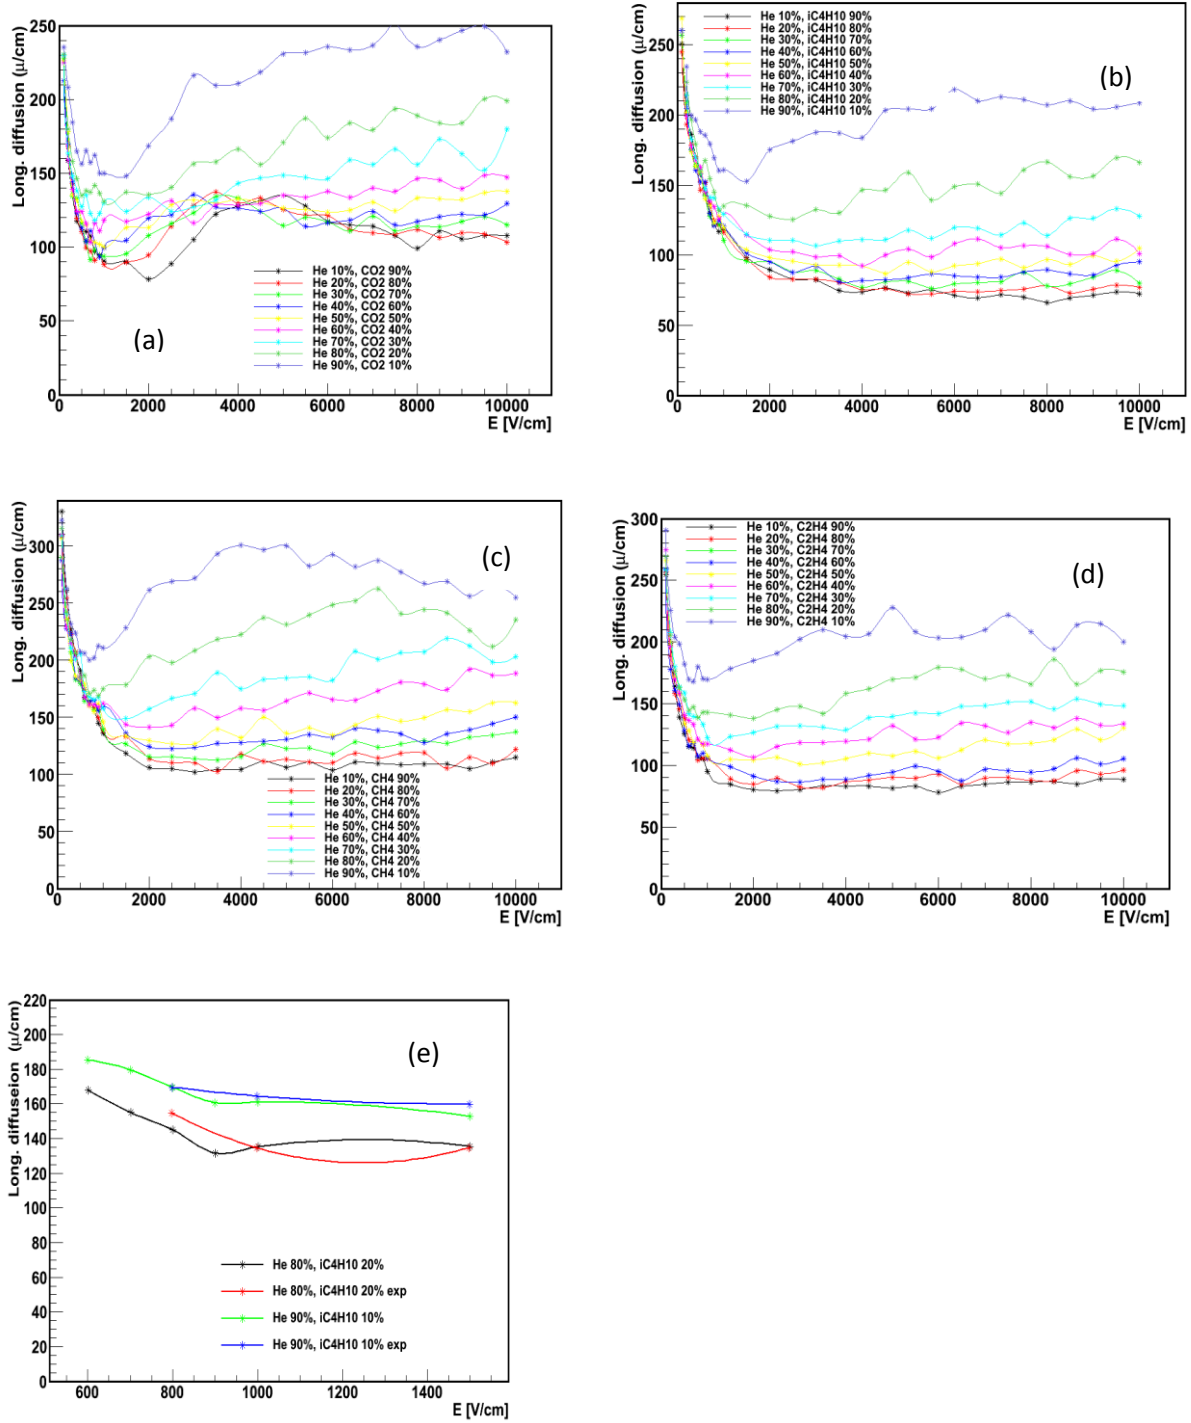 Long. diffusion (μ/cm)
250
200
150
100
50
0
(a)
He 10%, CO2 90%
He 20%, CO2 80%
He 30%, CO2 70%
He 40%, CO2 60%
He 50%, CO2 50%
He 60%, CO2 40%
He 70%, CO2 30%
He 80%, CO2 20%
He 90%, CO2 10%
0 2000 4000 6000 8000 10000
E [V/cm]
Long. diffusion (μ/cm)
250
200
150
100
50
0
He 10%, iC4H10 90%
He 20%, iC4H10 80%
He 30%, iC4H10 70%
He 40%, iC4H10 60%
He 50%, iC4H10 50%
He 60%, iC4H10 40%
He 70%, iC4H10 30%
He 80%, iC4H10 20%
He 90%, iC4H10 10%
(b)
0 2000 4000 6000 8000 10000
E [V/cm]
Long. diffusion (μ/cm)
300
250
200
150
100
50
0
(c)
He 10%, CH4 90%
He 20%, CH4 80%
He 30%, CH4 70%
He 40%, CH4 60%
He 50%, CH4 50%
He 60%, CH4 40%
He 70%, CH4 30%
He 80%, CH4 20%
He 90%, CH4 10%
0 2000 4000 6000 8000 10000
E [V/cm]
Long. diffusion (μ/cm)
300
250
200
150
100
50
0
He 10%, C2H4 90%
He 20%, C2H4 80%
He 30%, C2H4 70%
He 40%, C2H4 60%
He 50%, C2H4 50%
He 60%, C2H4 40%
He 70%, C2H4 30%
He 80%, C2H4 20%
He 90%, C2H4 10%
(d)
0 2000 4000 6000 8000 10000
E [V/cm]
Long. diffuseion (μ/cm)
220
200
180
160
140
120
100
80
60
40
20
0
(e)
He 80%, iC4H10 20%
He 80%, iC4H10 20% exp
He 90%, iC4H10 10%
He 90%, iC4H10 10% exp
600 800 1000 1200 1400
E [V/cm]